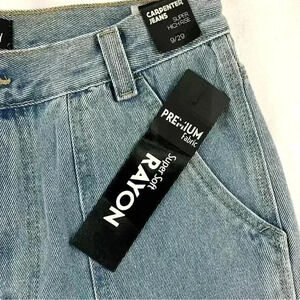 CARPENTER
JEANS
SUPER
HIGH RISE
9/29
PREMIUM
Fabric
Super Soft
RAYON